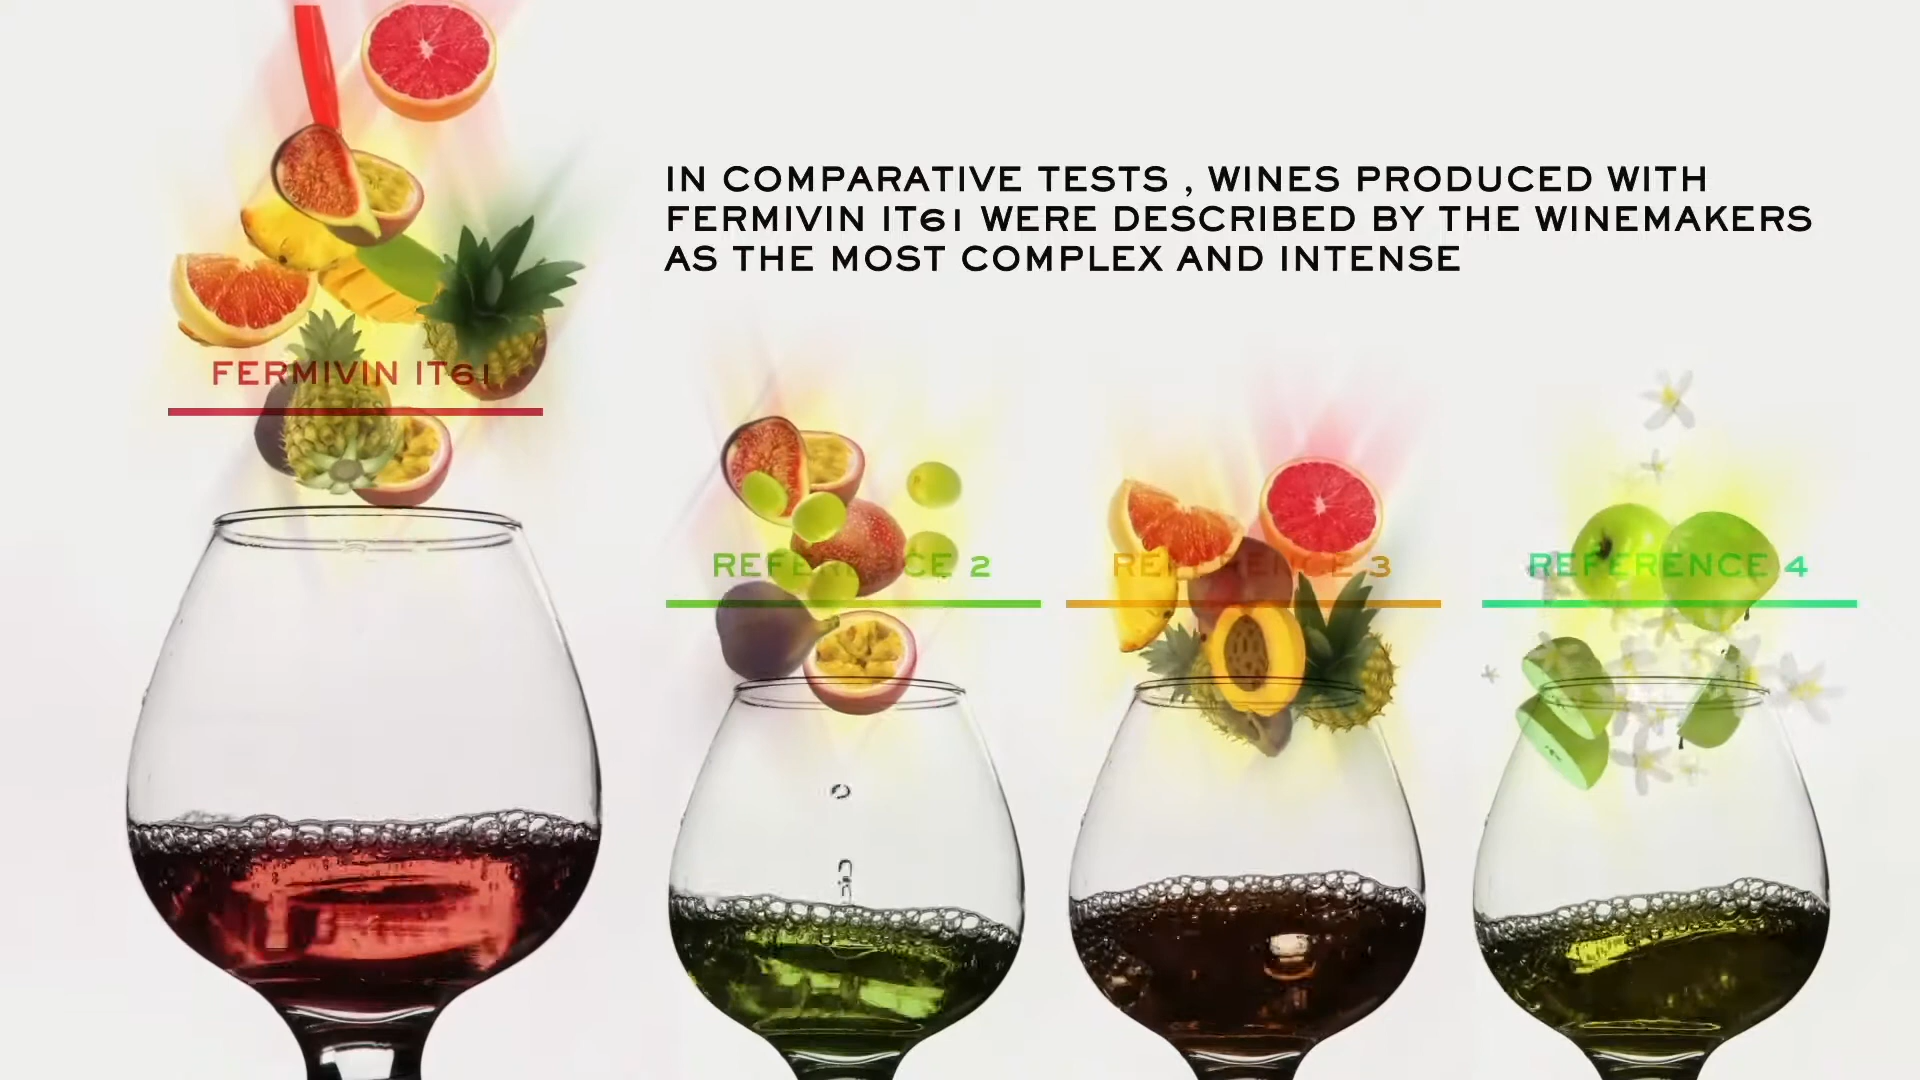 IN COMPARATIVE TESTS , WINES PRODUCED WITH
FERMIVIN IT61 WERE DESCRIBED BY THE WINEMAKERS
AS THE MOST COMPLEX AND INTENSE
FERMIVIN IT61
REFERENCE 2
REFERENCE 3
REFERENCE 4